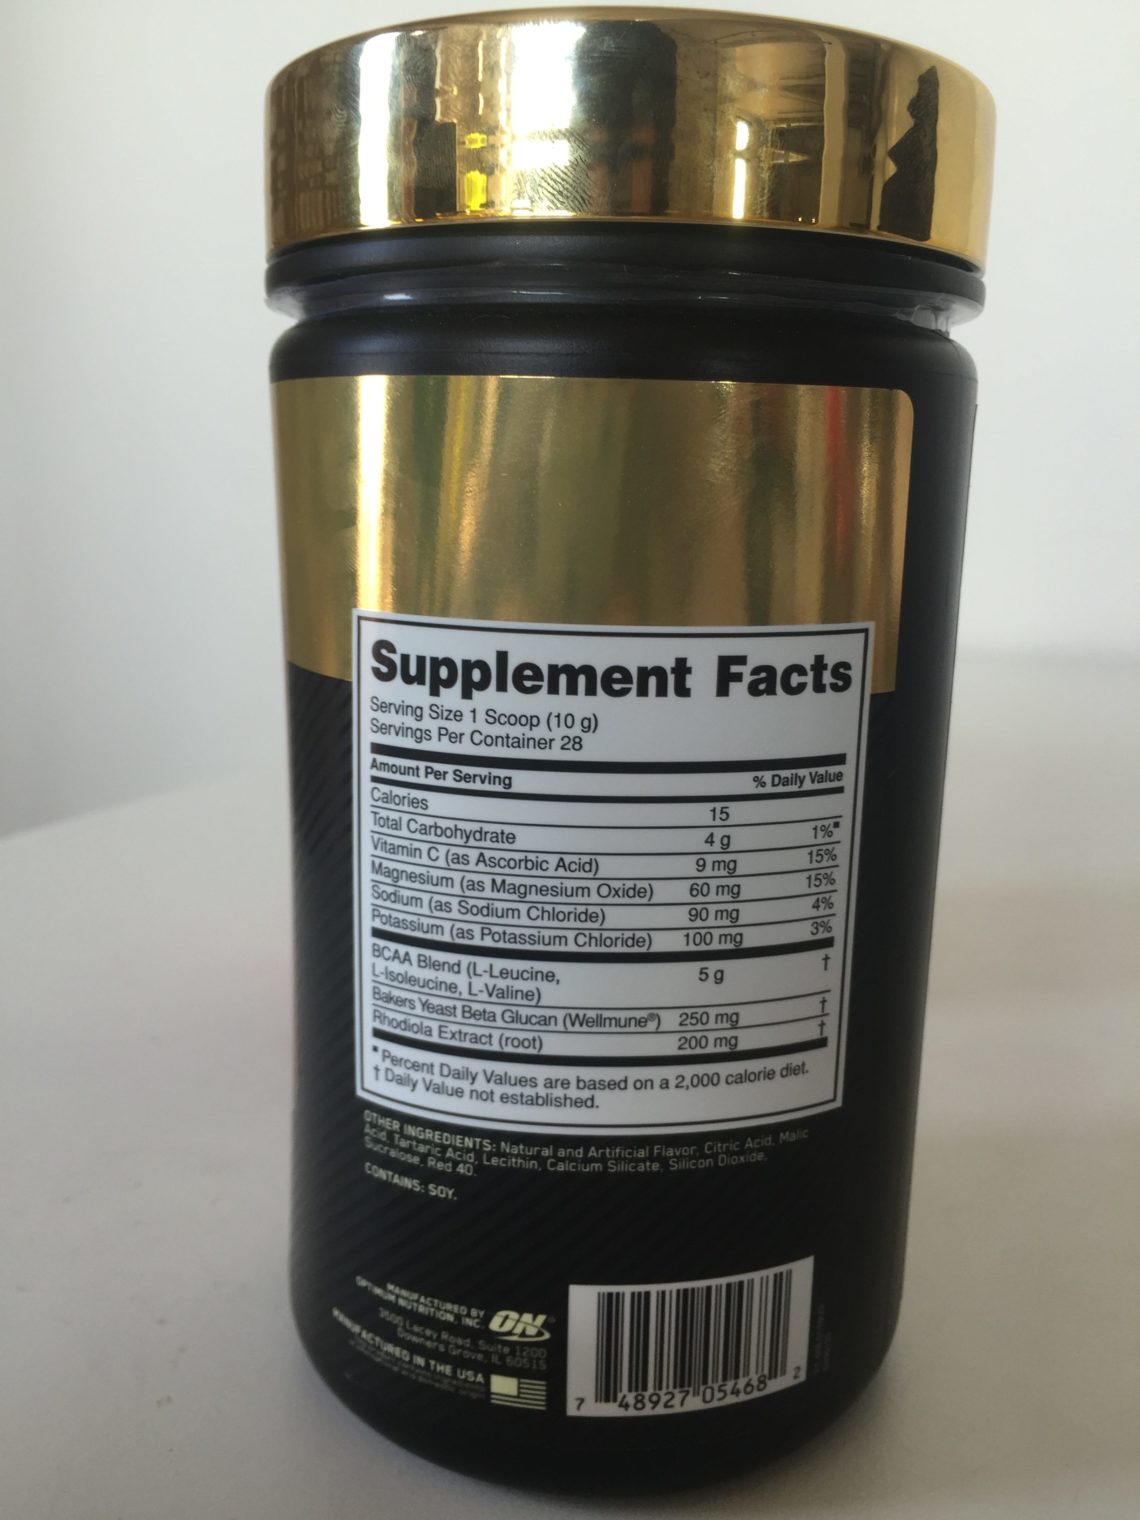 Supplement Facts
Serving Size 1 Scoop (10 g)
Servings Per Container 28
Amount Per Serving % Daily Value
Calories 15
Total Carbohydrate 4 g 1%▪
Vitamin C (as Ascorbic Acid) 9 mg 15%
Magnesium (as Magnesium Oxide) 60 mg 15%
Sodium (as Sodium Chloride) 90 mg 4%
Potassium (as Potassium Chloride) 100 mg 3%
BCAA Blend (L-Leucine, 5 g †
L-Isoleucine, L-Valine)
Bakers Yeast Beta Glucan (Wellmune®) 250 mg †
Rhodiola Extract (root) 200 mg †
▪ Percent Daily Values are based on a 2,000 calorie diet.
† Daily Value not established.
OTHER INGREDIENTS: Natural and Artificial Flavor, Citric Acid, Malic
Acid, Tartaric Acid, Lecithin, Calcium Silicate, Silicon Dioxide,
Sucralose, Red 40.
CONTAINS: SOY.
MANUFACTURED BY
OPTIMUM NUTRITION, INC.
3500 Lacey Road, Suite 1200
Downers Grove, IL 60515
MANUFACTURED IN THE USA
ON®
7 48927 05468 2